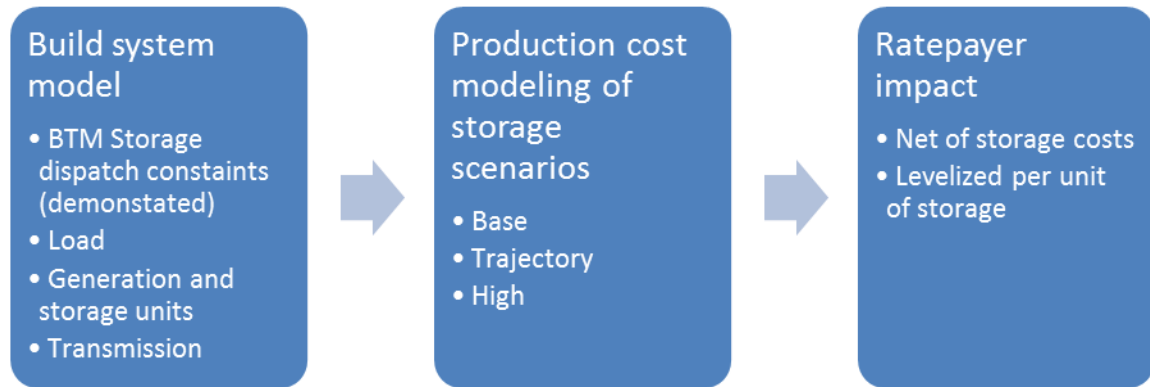 Build system
model
• BTM Storage
dispatch constaints
(demonstated)
• Load
• Generation and
storage units
• Transmission
Production cost
modeling of
storage
scenarios
• Base
• Trajectory
• High
Ratepayer
impact
• Net of storage costs
• Levelized per unit
of storage